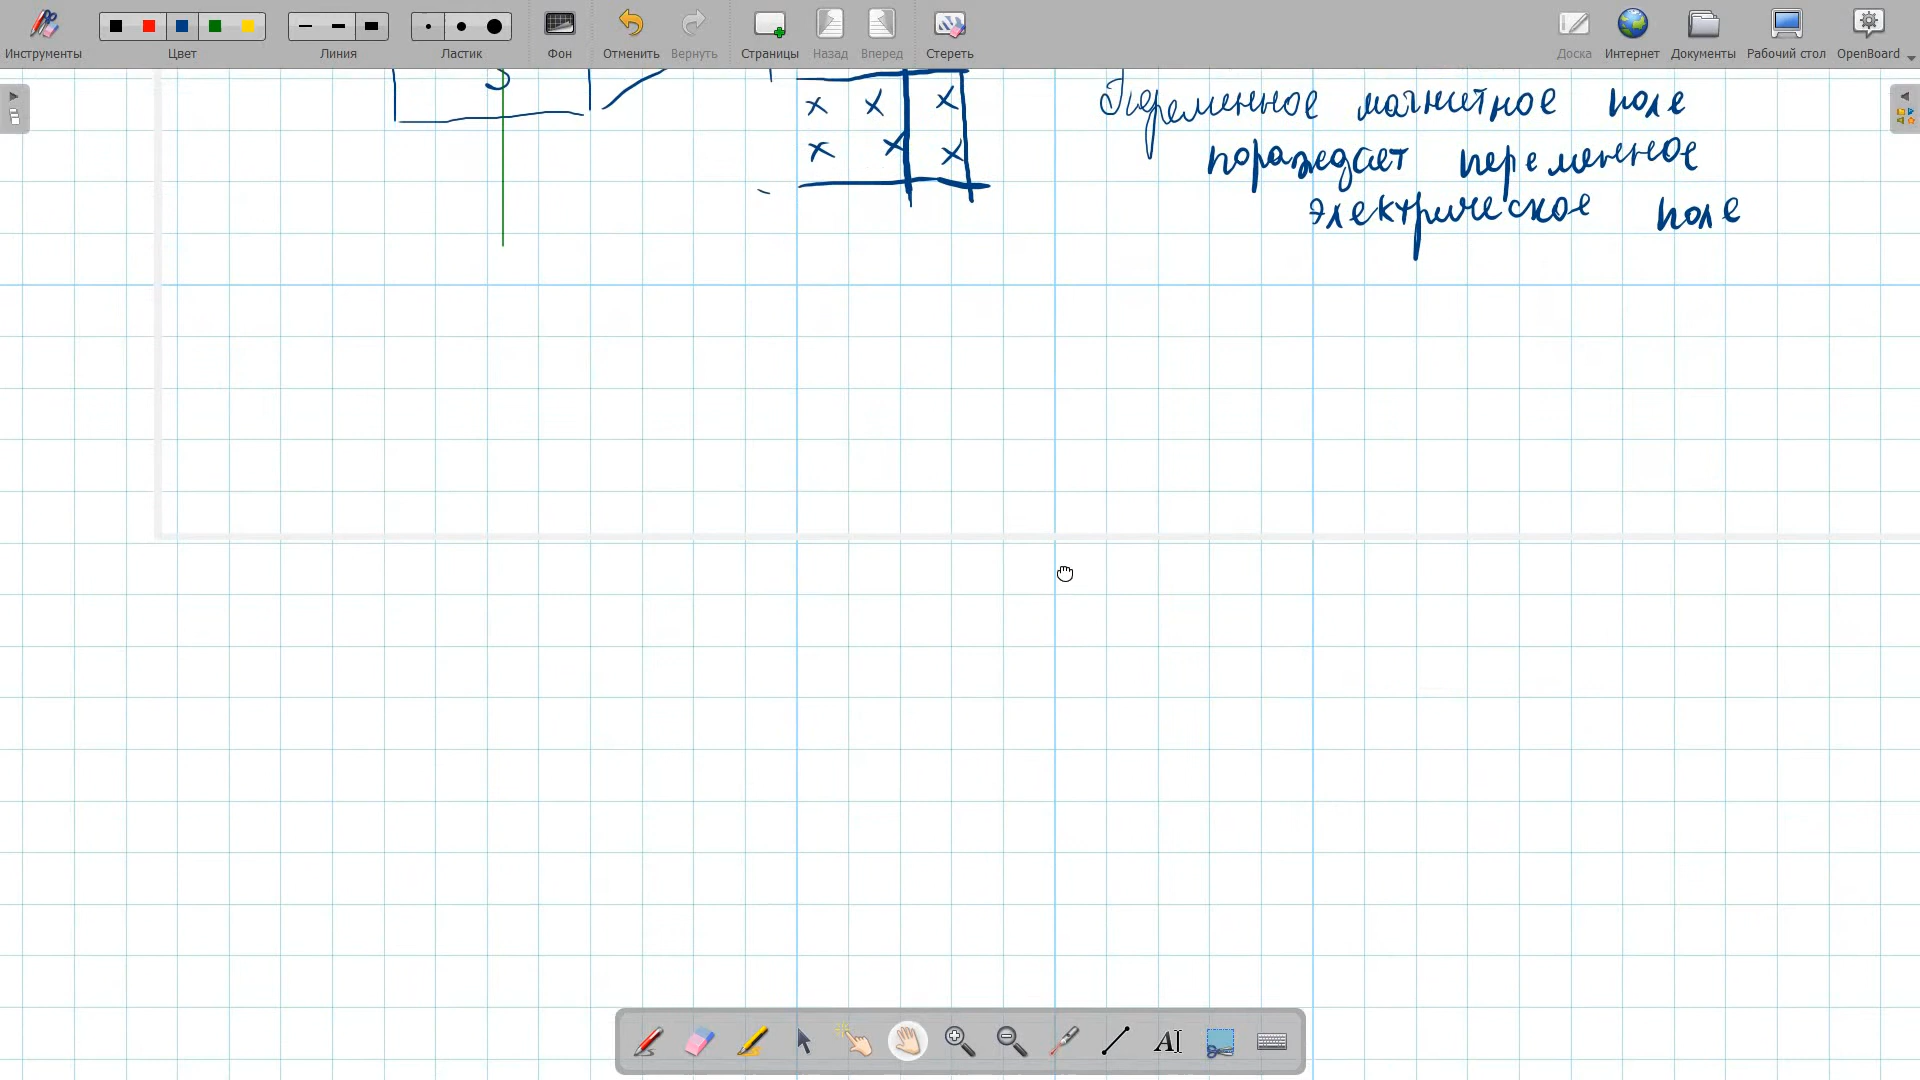 Инструменты
Цвет
Линия
Ластик
Фон
Отменить
Вернуть
Страницы
Назад
Вперед
Стереть
Доска
Интернет
Документы
Рабочий стол
OpenBoard
Переменное магнитное поле
порождает переменное
электрическое поле
x x x
x x x